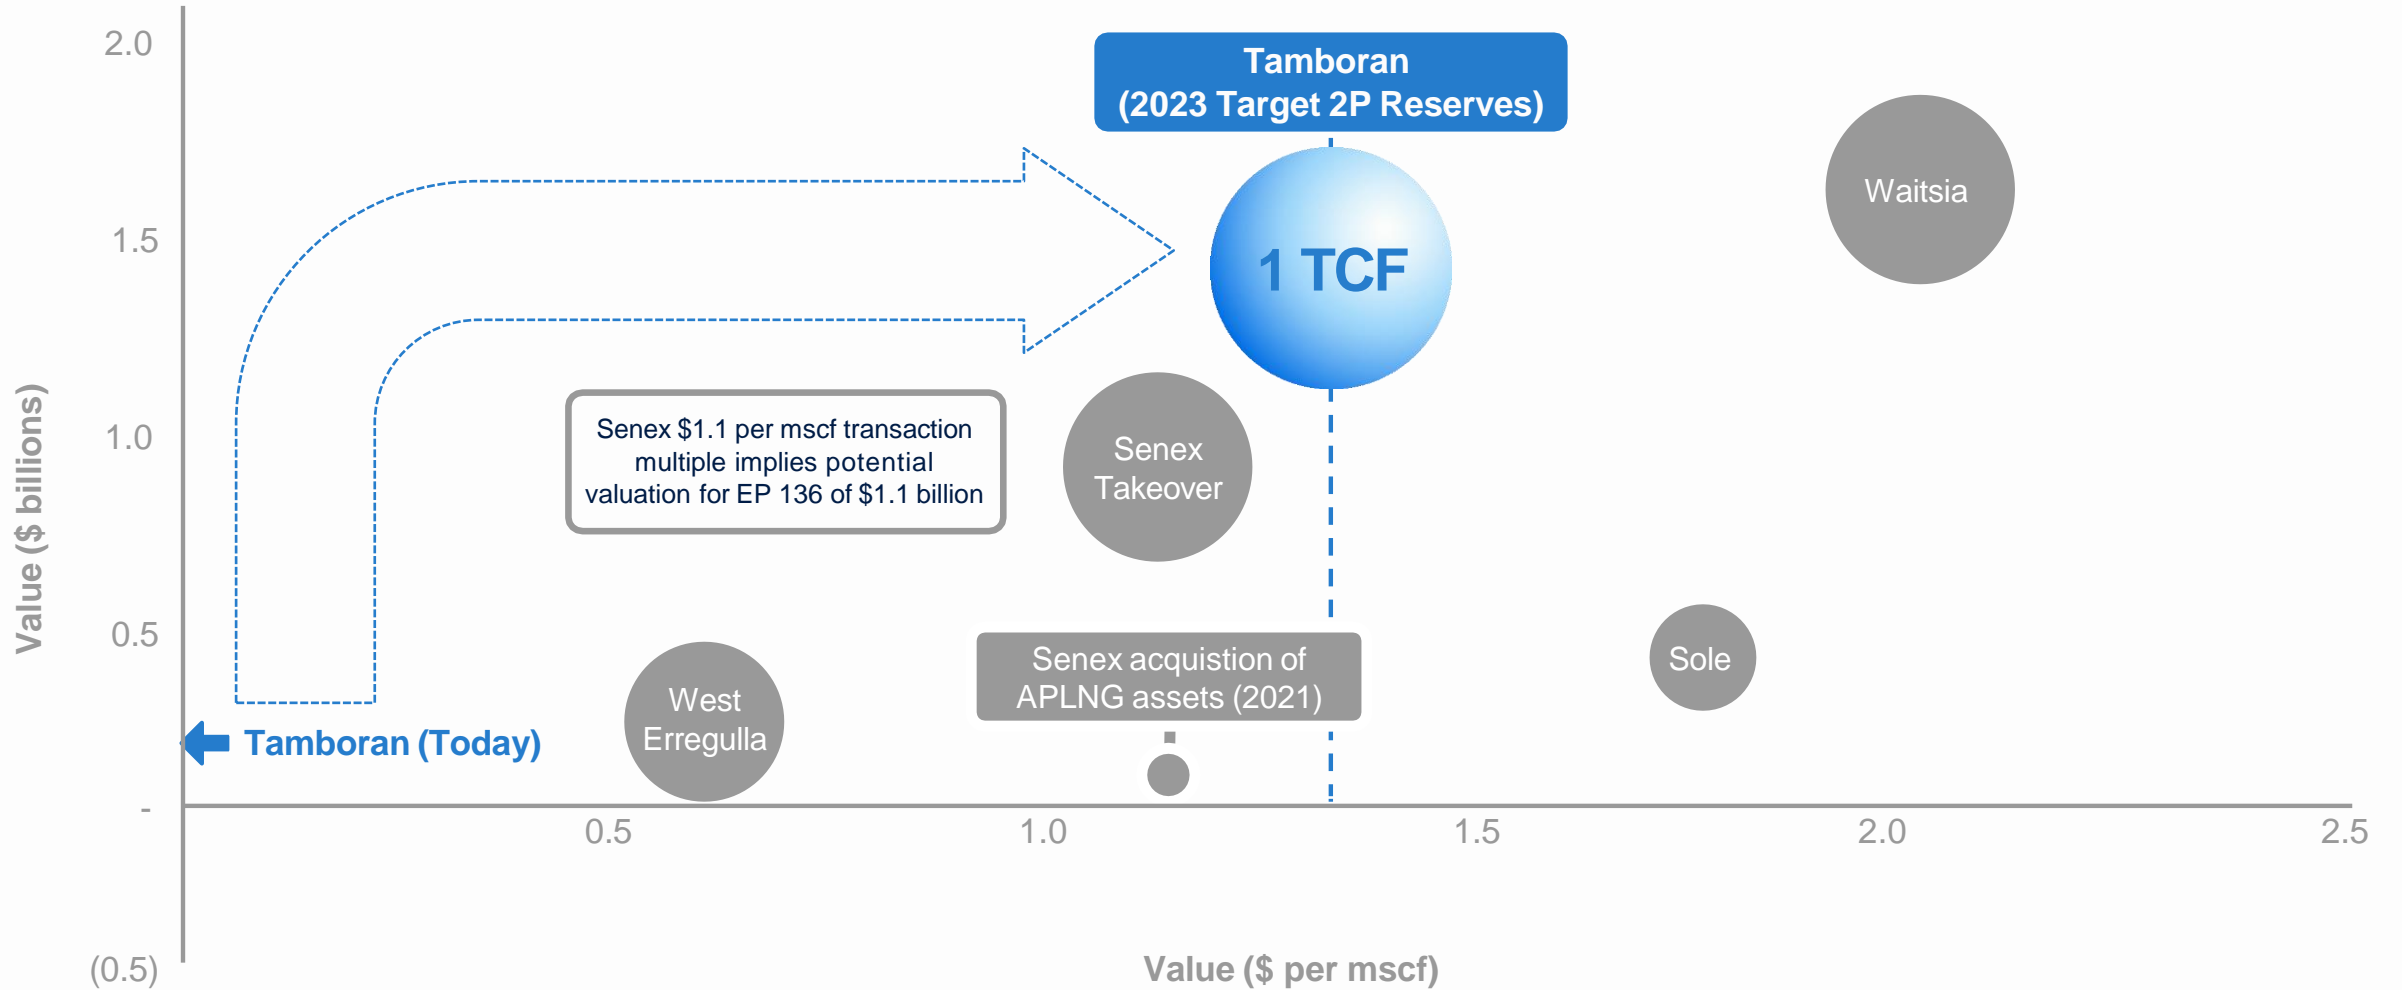 2.0
1.5
1.0
0.5
-
(0.5)
Value ($ billions)
Tamboran
(2023 Target 2P Reserves)
1 TCF
Waitsia
Senex $1.1 per mscf transaction
multiple implies potential
valuation for EP 136 of $1.1 billion
Senex
Takeover
Senex acquistion of
APLNG assets (2021)
Sole
West
Erregulla
Tamboran (Today)
0.5
1.0
1.5
2.0
2.5
Value ($ per mscf)